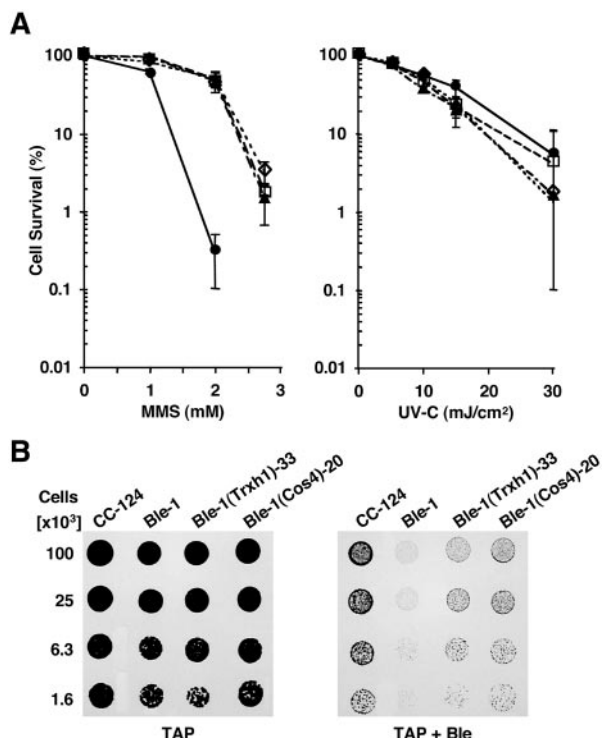 A
100
10
1
0.1
0.01
Cell Survival (%)
0
1
2
3
MMS (mM)
100
10
1
0.1
0.01
0
10
20
30
UV-C (mJ/cm²)
B
Cells
[x10³]
CC-124
Ble-1
Ble-1(Trxh1)-33
Ble-1(Cos4)-20
CC-124
Ble-1
Ble-1(Trxh1)-33
Ble-1(Cos4)-20
100
25
6.3
1.6
TAP
TAP + Ble